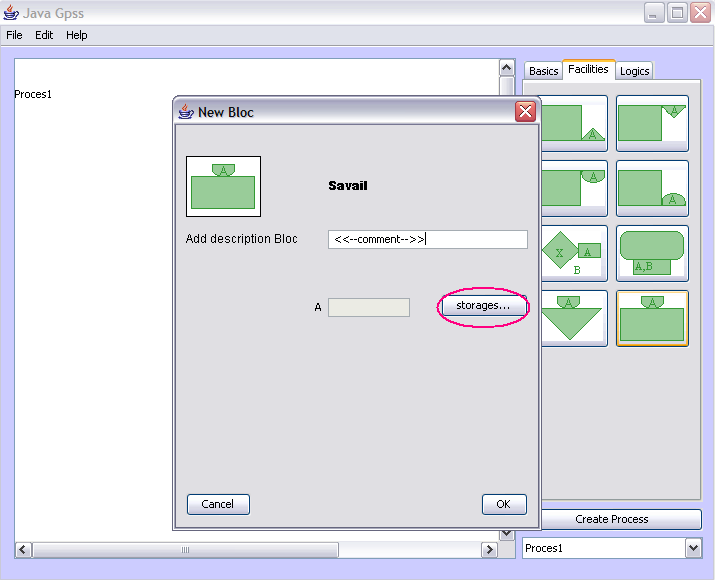 Java Gpss
File Edit Help
Basics Facilities Logics
Proces1
New Bloc
A
Savail
Add description Bloc
<<--comment-->>
A
storages...
Cancel
OK
A
A
A
A
X
A
B
A,B
A
A
Create Process
Proces1